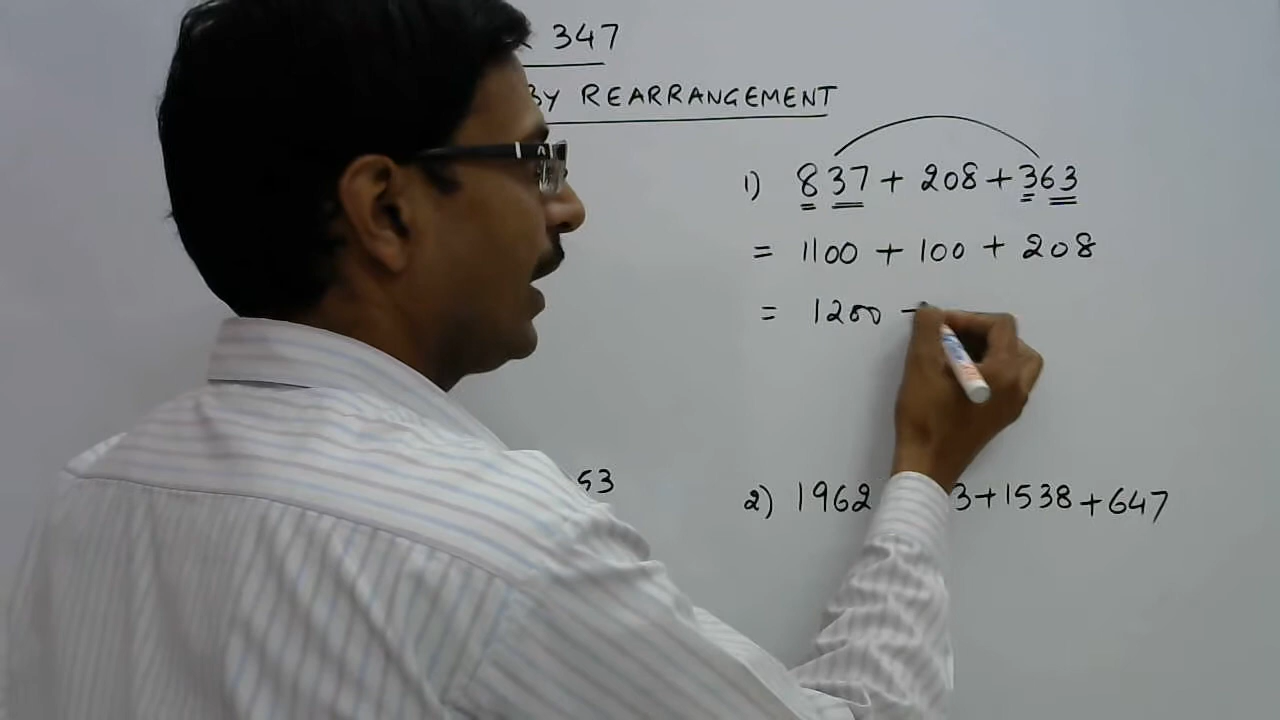 347
BY REARRANGEMENT
1) 837 + 208 + 363
= 1100 + 100 + 208
= 1200 -
53
2) 1962 3+1538+647